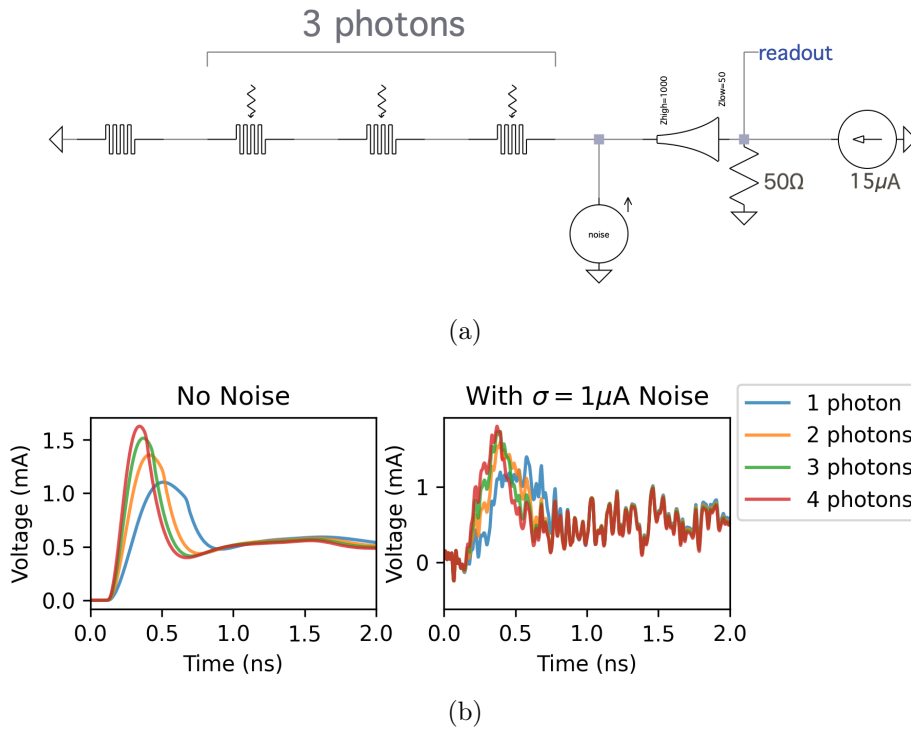 3 photons
readout
Zhigh=1000
Zlow=50
50Ω
15μA
noise
(a)
No Noise
With σ = 1μA Noise
1 photon
2 photons
3 photons
4 photons
Voltage (mA)
1.5
1.0
0.5
0.0
0.0 0.5 1.0 1.5 2.0
Time (ns)
Voltage (mA)
1
0
0.0 0.5 1.0 1.5 2.0
Time (ns)
(b)